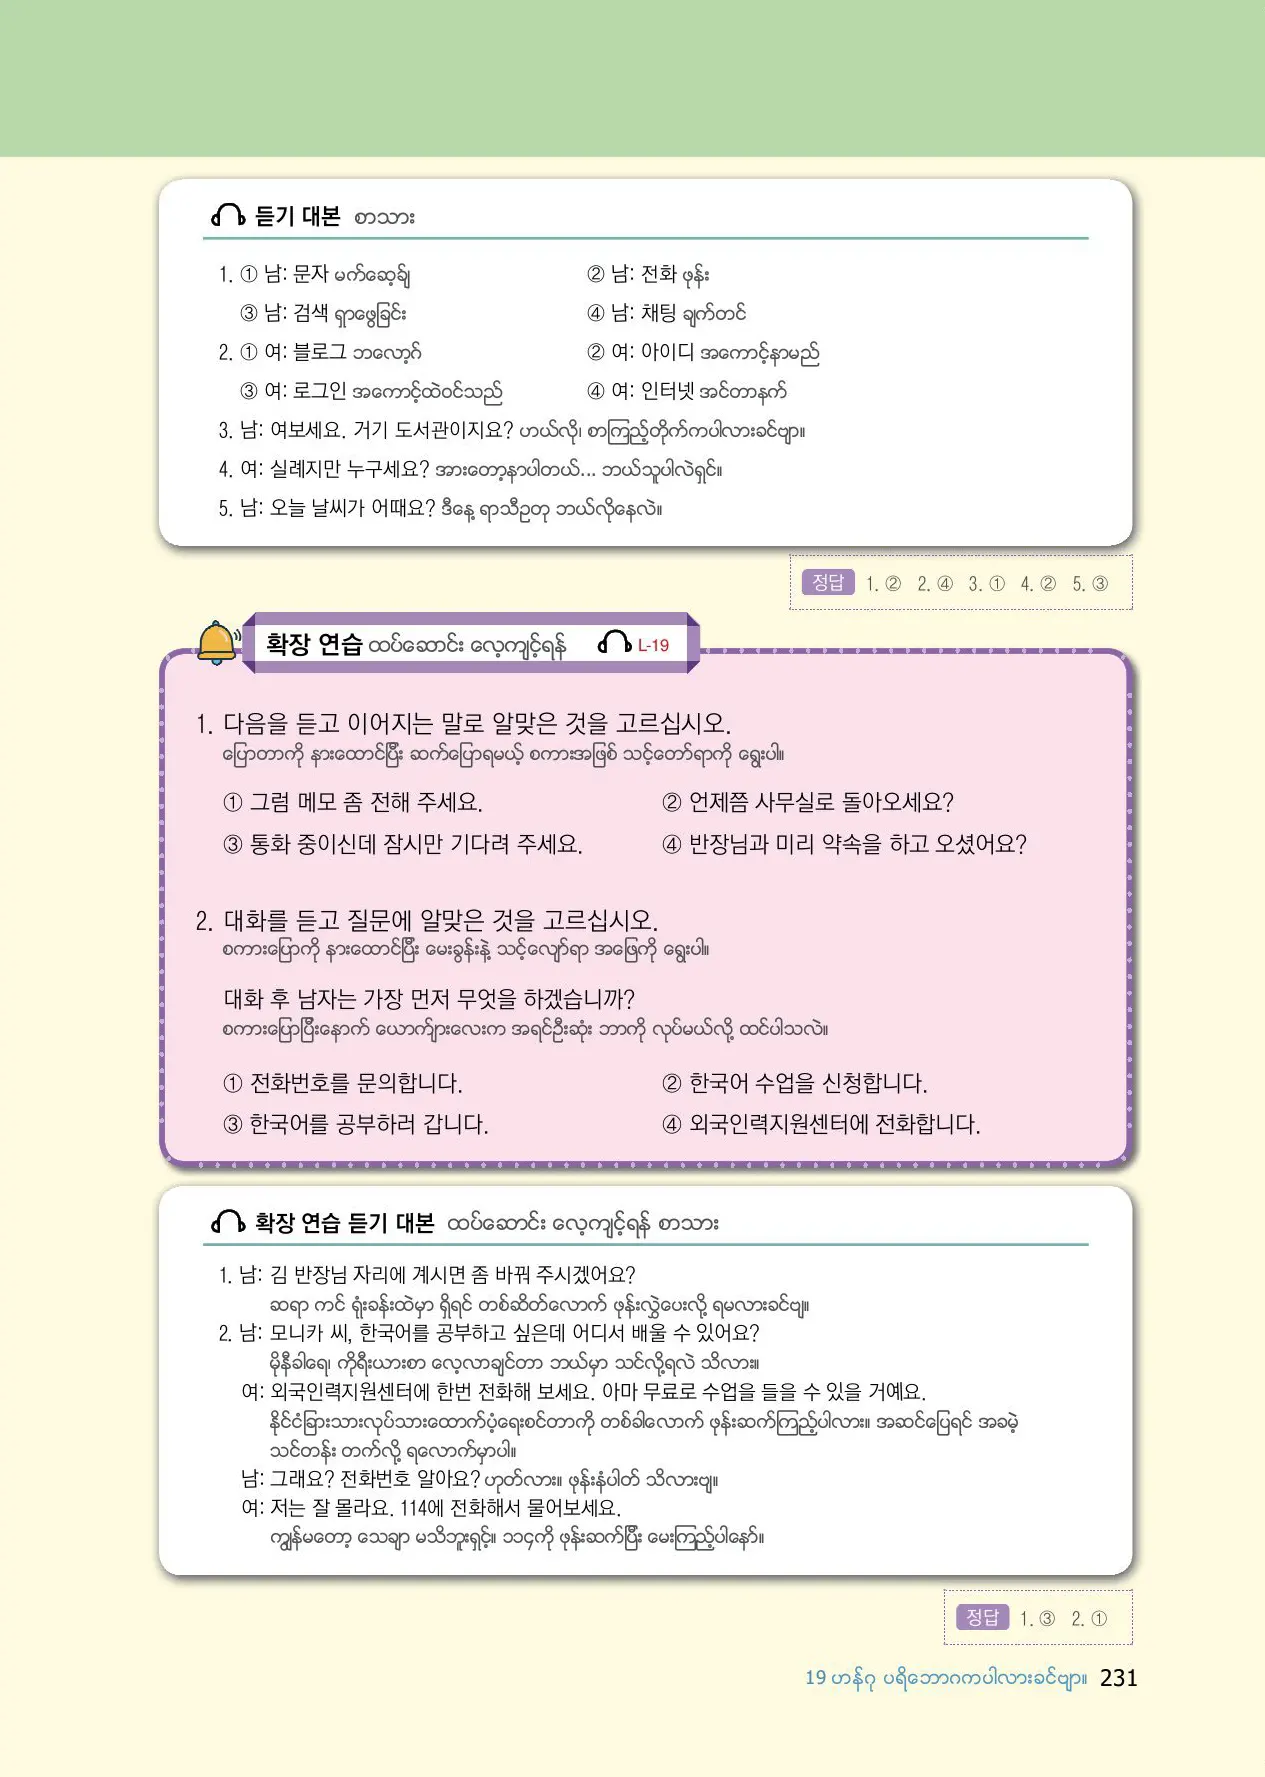 듣기 대본 စာသား
1. ① 남: 문자 မက်ဆေ့ချ် ② 남: 전화 ဖုန်း
③ 남: 검색 ရှာဖွေခြင်း ④ 남: 채팅 ချက်တင်
2. ① 여: 블로그 ဘလော့ဂ် ② 여: 아이디 အကောင့်နာမည်
③ 여: 로그인 အကောင့်ထဲဝင်သည် ④ 여: 인터넷 အင်တာနက်
3. 남: 여보세요. 거기 도서관이지요? ဟယ်လို၊ စာကြည့်တိုက်ကပါလားခင်ဗျာ။
4. 여: 실례지만 누구세요? အားတော့နာပါတယ်... ဘယ်သူပါလဲရှင်။
5. 남: 오늘 날씨가 어때요? ဒီနေ့ ရာသီဥတု ဘယ်လိုနေလဲ။
정답 1. ② 2. ④ 3. ① 4. ② 5. ③
확장 연습 ထပ်ဆောင်း လေ့ကျင့်ရန် L-19
1. 다음을 듣고 이어지는 말로 알맞은 것을 고르십시오.
ပြောတာကို နားထောင်ပြီး ဆက်ပြောရမယ့် စကားအဖြစ် သင့်တော်ရာကို ရွေးပါ။
① 그럼 메모 좀 전해 주세요. ② 언제쯤 사무실로 돌아오세요?
③ 통화 중이신데 잠시만 기다려 주세요. ④ 반장님과 미리 약속을 하고 오셨어요?
2. 대화를 듣고 질문에 알맞은 것을 고르십시오.
စကားပြောကို နားထောင်ပြီး မေးခွန်းနဲ့ သင့်လျော်ရာ အဖြေကို ရွေးပါ။
대화 후 남자는 가장 먼저 무엇을 하겠습니까?
စကားပြောပြီးနောက် ယောက်ျားလေးက အရင်ဦးဆုံး ဘာကို လုပ်မယ်လို့ ထင်ပါသလဲ။
① 전화번호를 문의합니다. ② 한국어 수업을 신청합니다.
③ 한국어를 공부하러 갑니다. ④ 외국인력지원센터에 전화합니다.
확장 연습 듣기 대본 ထပ်ဆောင်း လေ့ကျင့်ရန် စာသား
1. 남: 김 반장님 자리에 계시면 좀 바꿔 주시겠어요?
ဆရာ ကင် ရုံးခန်းထဲမှာ ရှိရင် တစ်ဆိတ်လောက် ဖုန်းလွှဲပေးလို့ ရမလားခင်ဗျ။
2. 남: 모니카 씨, 한국어를 공부하고 싶은데 어디서 배울 수 있어요?
မိုနီခါရေ၊ ကိုရီးယားစာ လေ့လာချင်တာ ဘယ်မှာ သင်လို့ရလဲ သိလား။
여: 외국인력지원센터에 한번 전화해 보세요. 아마 무료로 수업을 들을 수 있을 거예요.
နိုင်ငံခြားသားလုပ်သားထောက်ပံ့ရေးစင်တာကို တစ်ခါလောက် ဖုန်းဆက်ကြည့်ပါလား။ အဆင်ပြေရင် အခမဲ့
သင်တန်း တက်လို့ ရလောက်မှာပါ။
남: 그래요? 전화번호 알아요? ဟုတ်လား။ ဖုန်းနံပါတ် သိလားဗျ။
여: 저는 잘 몰라요. 114에 전화해서 물어보세요.
ကျွန်မတော့ သေချာ မသိဘူးရှင့်။ ၁၁၄ကို ဖုန်းဆက်ပြီး မေးကြည့်ပါနော်။
정답 1. ③ 2. ①
19 ဟန်ဂု ပရိဘောဂကပါလားခင်ဗျာ။ 231